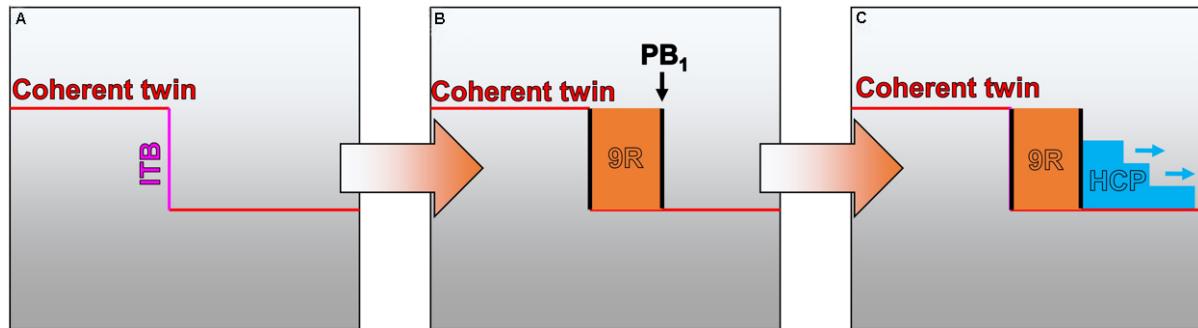 A
Coherent twin
ITB
B
PB₁
Coherent twin
9R
C
Coherent twin
9R
HCP